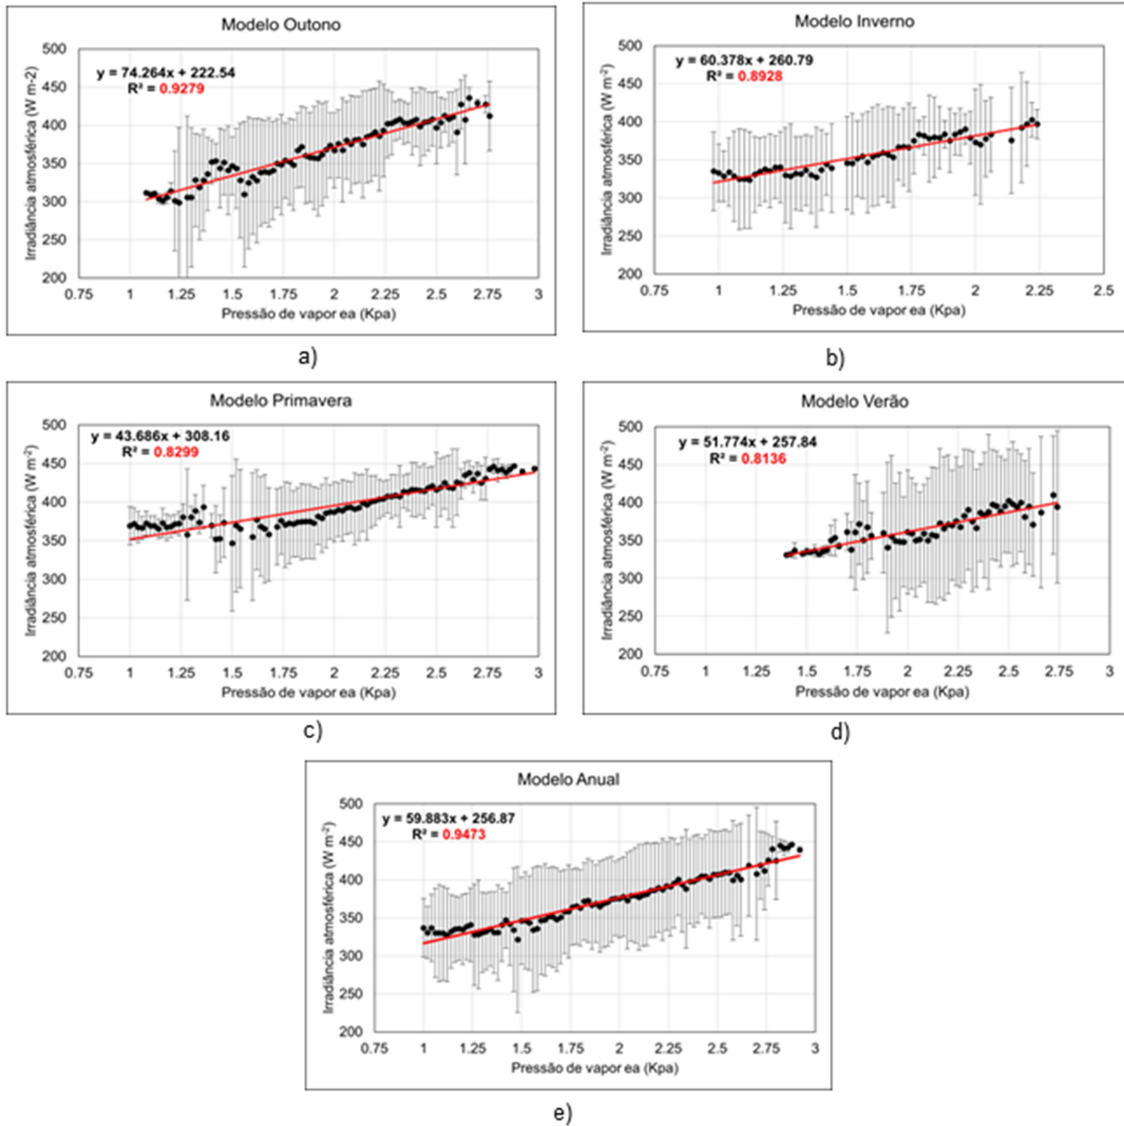 Modelo Outono
y = 74.264x + 222.54
R² = 0.9279
Irradiância atmosférica (W m-2)
500
450
400
350
300
250
200
0.75 1 1.25 1.5 1.75 2 2.25 2.5 2.75 3
Pressão de vapor ea (Kpa)
a)
Modelo Inverno
y = 60.378x + 260.79
R² = 0.8928
Irradiância atmosférica (W m⁻²)
500
450
400
350
300
250
200
0.75 1 1.25 1.5 1.75 2 2.25 2.5
Pressão de vapor ea (Kpa)
b)
Modelo Primavera
y = 43.686x + 308.16
R² = 0.8299
Irradiância atmosférica (W m⁻²)
500
450
400
350
300
250
200
0.75 1 1.25 1.5 1.75 2 2.25 2.5 2.75 3
Pressão de vapor ea (Kpa)
c)
Modelo Verão
y = 51.774x + 257.84
R² = 0.8136
Irradiância atmosférica (W m⁻²)
500
450
400
350
300
250
200
0.75 1 1.25 1.5 1.75 2 2.25 2.5 2.75 3
Pressão de vapor ea (Kpa)
d)
Modelo Anual
y = 59.883x + 256.87
R² = 0.9473
Irradiância atmosférica (W m⁻²)
500
450
400
350
300
250
200
0.75 1 1.25 1.5 1.75 2 2.25 2.5 2.75 3
Pressão de vapor ea (Kpa)
e)